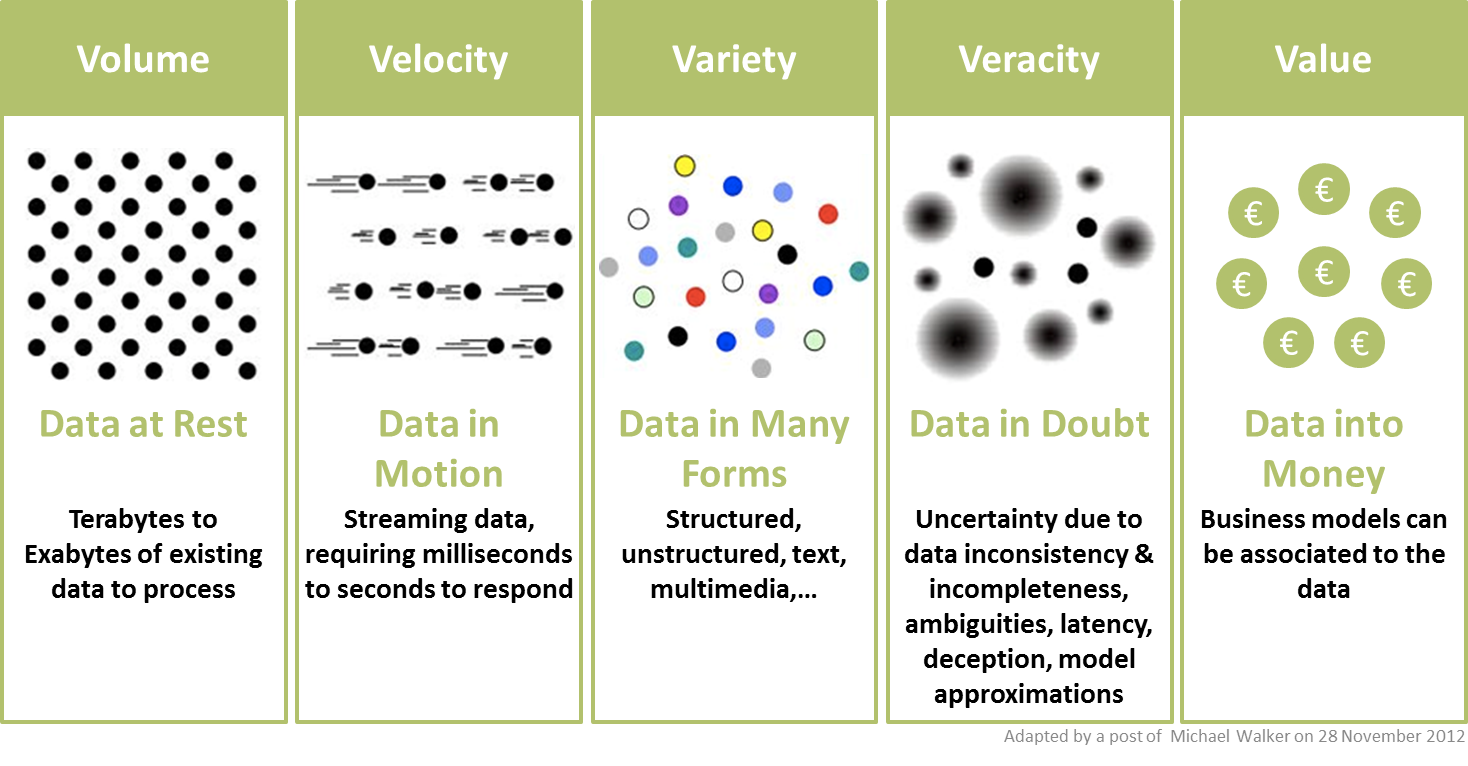 Volume
Velocity
Variety
Veracity
Value
€
€
€
€
€
€
€
€
Data at Rest
Terabytes to
Exabytes of existing
data to process
Data in
Motion
Streaming data,
requiring milliseconds
to seconds to respond
Data in Many
Forms
Structured,
unstructured, text,
multimedia,...
Data in Doubt
Uncertainty due to
data inconsistency &
incompleteness,
ambiguities, latency,
deception, model
approximations
Data into
Money
Business models can
be associated to the
data
Adapted by a post of Michael Walker on 28 November 2012